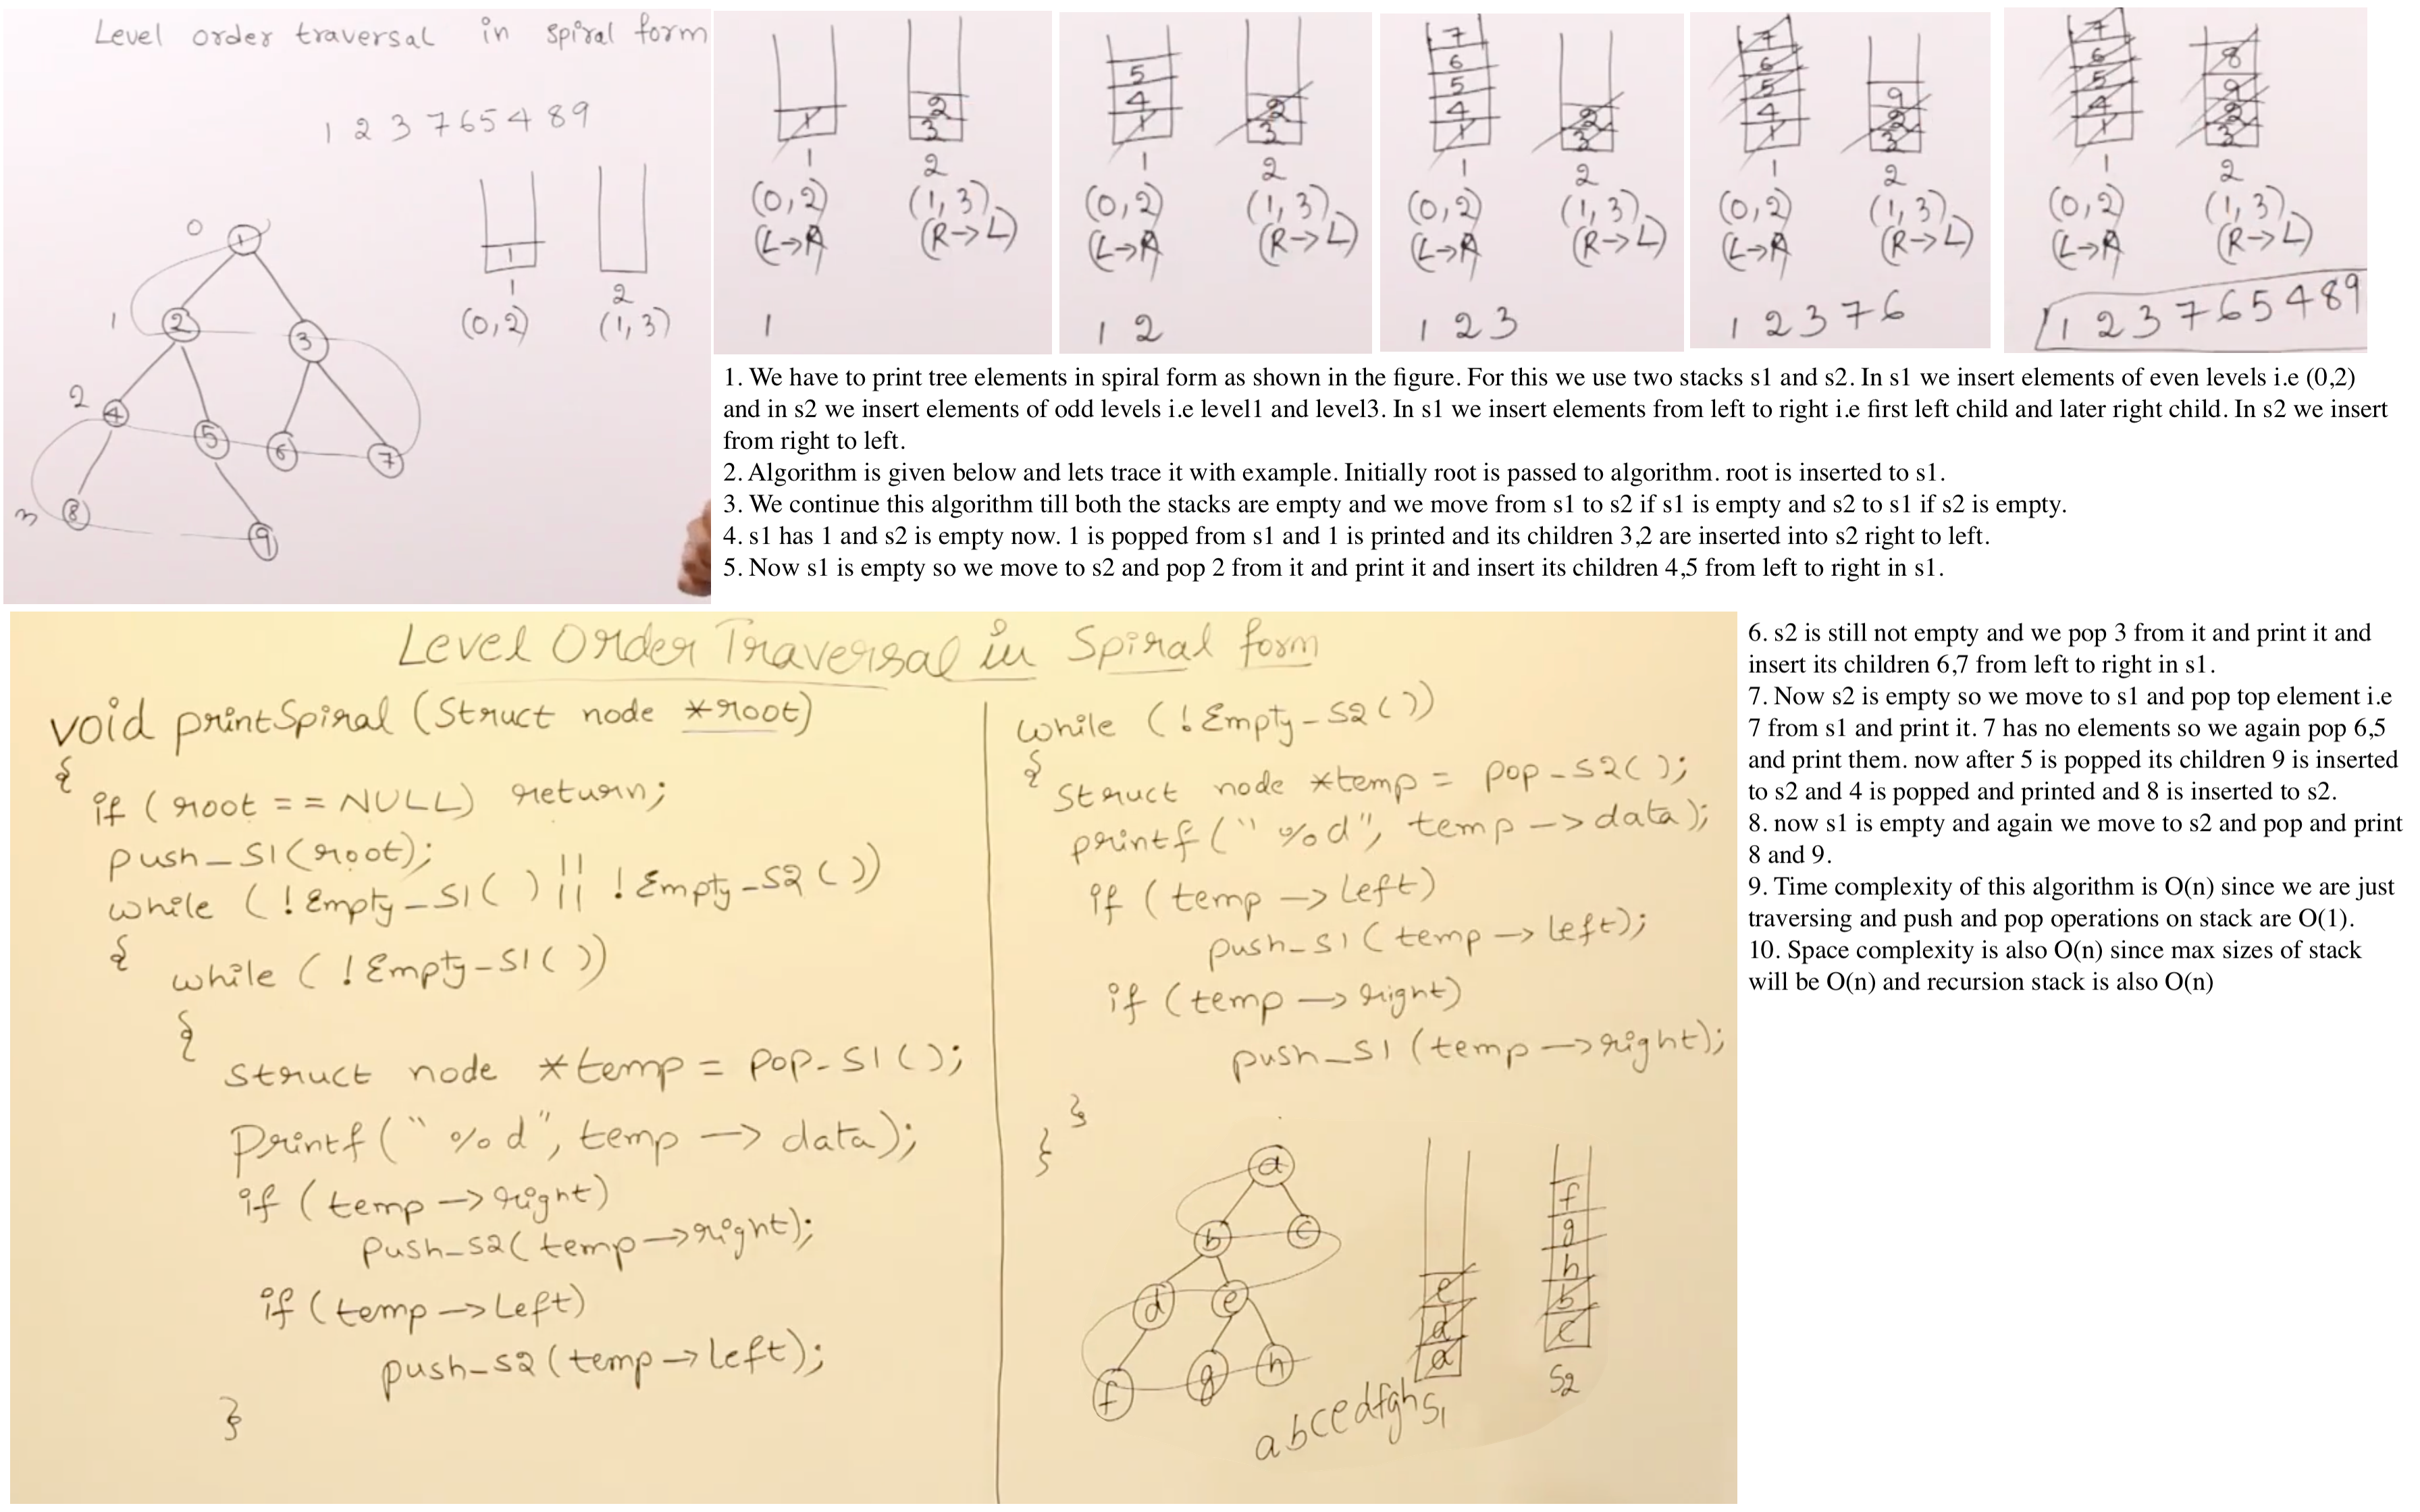 Level order traversal in spiral form
1 2 3 7 6 5 4 8 9
0
1
1
2
3
2
4
5
6
7
3
8
9
1
1
(0,2)
2
(1,3)
1
1
(0,2)
(L->R
2
3
2
(1,3)
(R->L)
1
5
4
1
1
(0,2)
(L->R
2
3
2
(1,3)
(R->L)
1 2
7
6
5
4
1
1
(0,2)
(L->R
2
3
2
(1,3)
(R->L)
1 2 3
7
6
5
4
1
1
(0,2)
(L->R
9
2
3
2
(1,3)
(R->L)
1 2 3 7 6
7
6
5
4
1
1
(0,2)
(L->R
8
9
2
3
2
(1,3)
(R->L)
1 2 3 7 6 5 4 8 9
1. We have to print tree elements in spiral form as shown in the figure. For this we use two stacks s1 and s2. In s1 we insert elements of even levels i.e (0,2)
and in s2 we insert elements of odd levels i.e level1 and level3. In s1 we insert elements from left to right i.e first left child and later right child. In s2 we insert
from right to left.
2. Algorithm is given below and lets trace it with example. Initially root is passed to algorithm. root is inserted to s1.
3. We continue this algorithm till both the stacks are empty and we move from s1 to s2 if s1 is empty and s2 to s1 if s2 is empty.
4. s1 has 1 and s2 is empty now. 1 is popped from s1 and 1 is printed and its children 3,2 are inserted into s2 right to left.
5. Now s1 is empty so we move to s2 and pop 2 from it and print it and insert its children 4,5 from left to right in s1.
Level Order Traversal in Spiral form
void printSpiral (Struct node *root)
{
if (root == NULL) return;
push_S1(root);
while (!Empty_S1() || !Empty_S2())
{
while (!Empty_S1())
{
Struct node *temp = pop_S1();
Printf("%d", temp -> data);
if (temp -> right)
Push_S2(temp -> right);
if (temp -> Left)
push_S2 (temp -> left);
}
while (!Empty_S2())
{
Struct node *temp = pop_S2();
printf("%d", temp -> data);
if (temp -> left)
push_S1 (temp -> left);
if (temp -> right)
push_S1 (temp -> right);
}
}
a
b
c
d
e
f
g
h
abcedfgh
e
d
a
S1
f
g
h
b
c
S2
6. s2 is still not empty and we pop 3 from it and print it and
insert its children 6,7 from left to right in s1.
7. Now s2 is empty so we move to s1 and pop top element i.e
7 from s1 and print it. 7 has no elements so we again pop 6,5
and print them. now after 5 is popped its children 9 is inserted
to s2 and 4 is popped and printed and 8 is inserted to s2.
8. now s1 is empty and again we move to s2 and pop and print
8 and 9.
9. Time complexity of this algorithm is O(n) since we are just
traversing and push and pop operations on stack are O(1).
10. Space complexity is also O(n) since max sizes of stack
will be O(n) and recursion stack is also O(n)